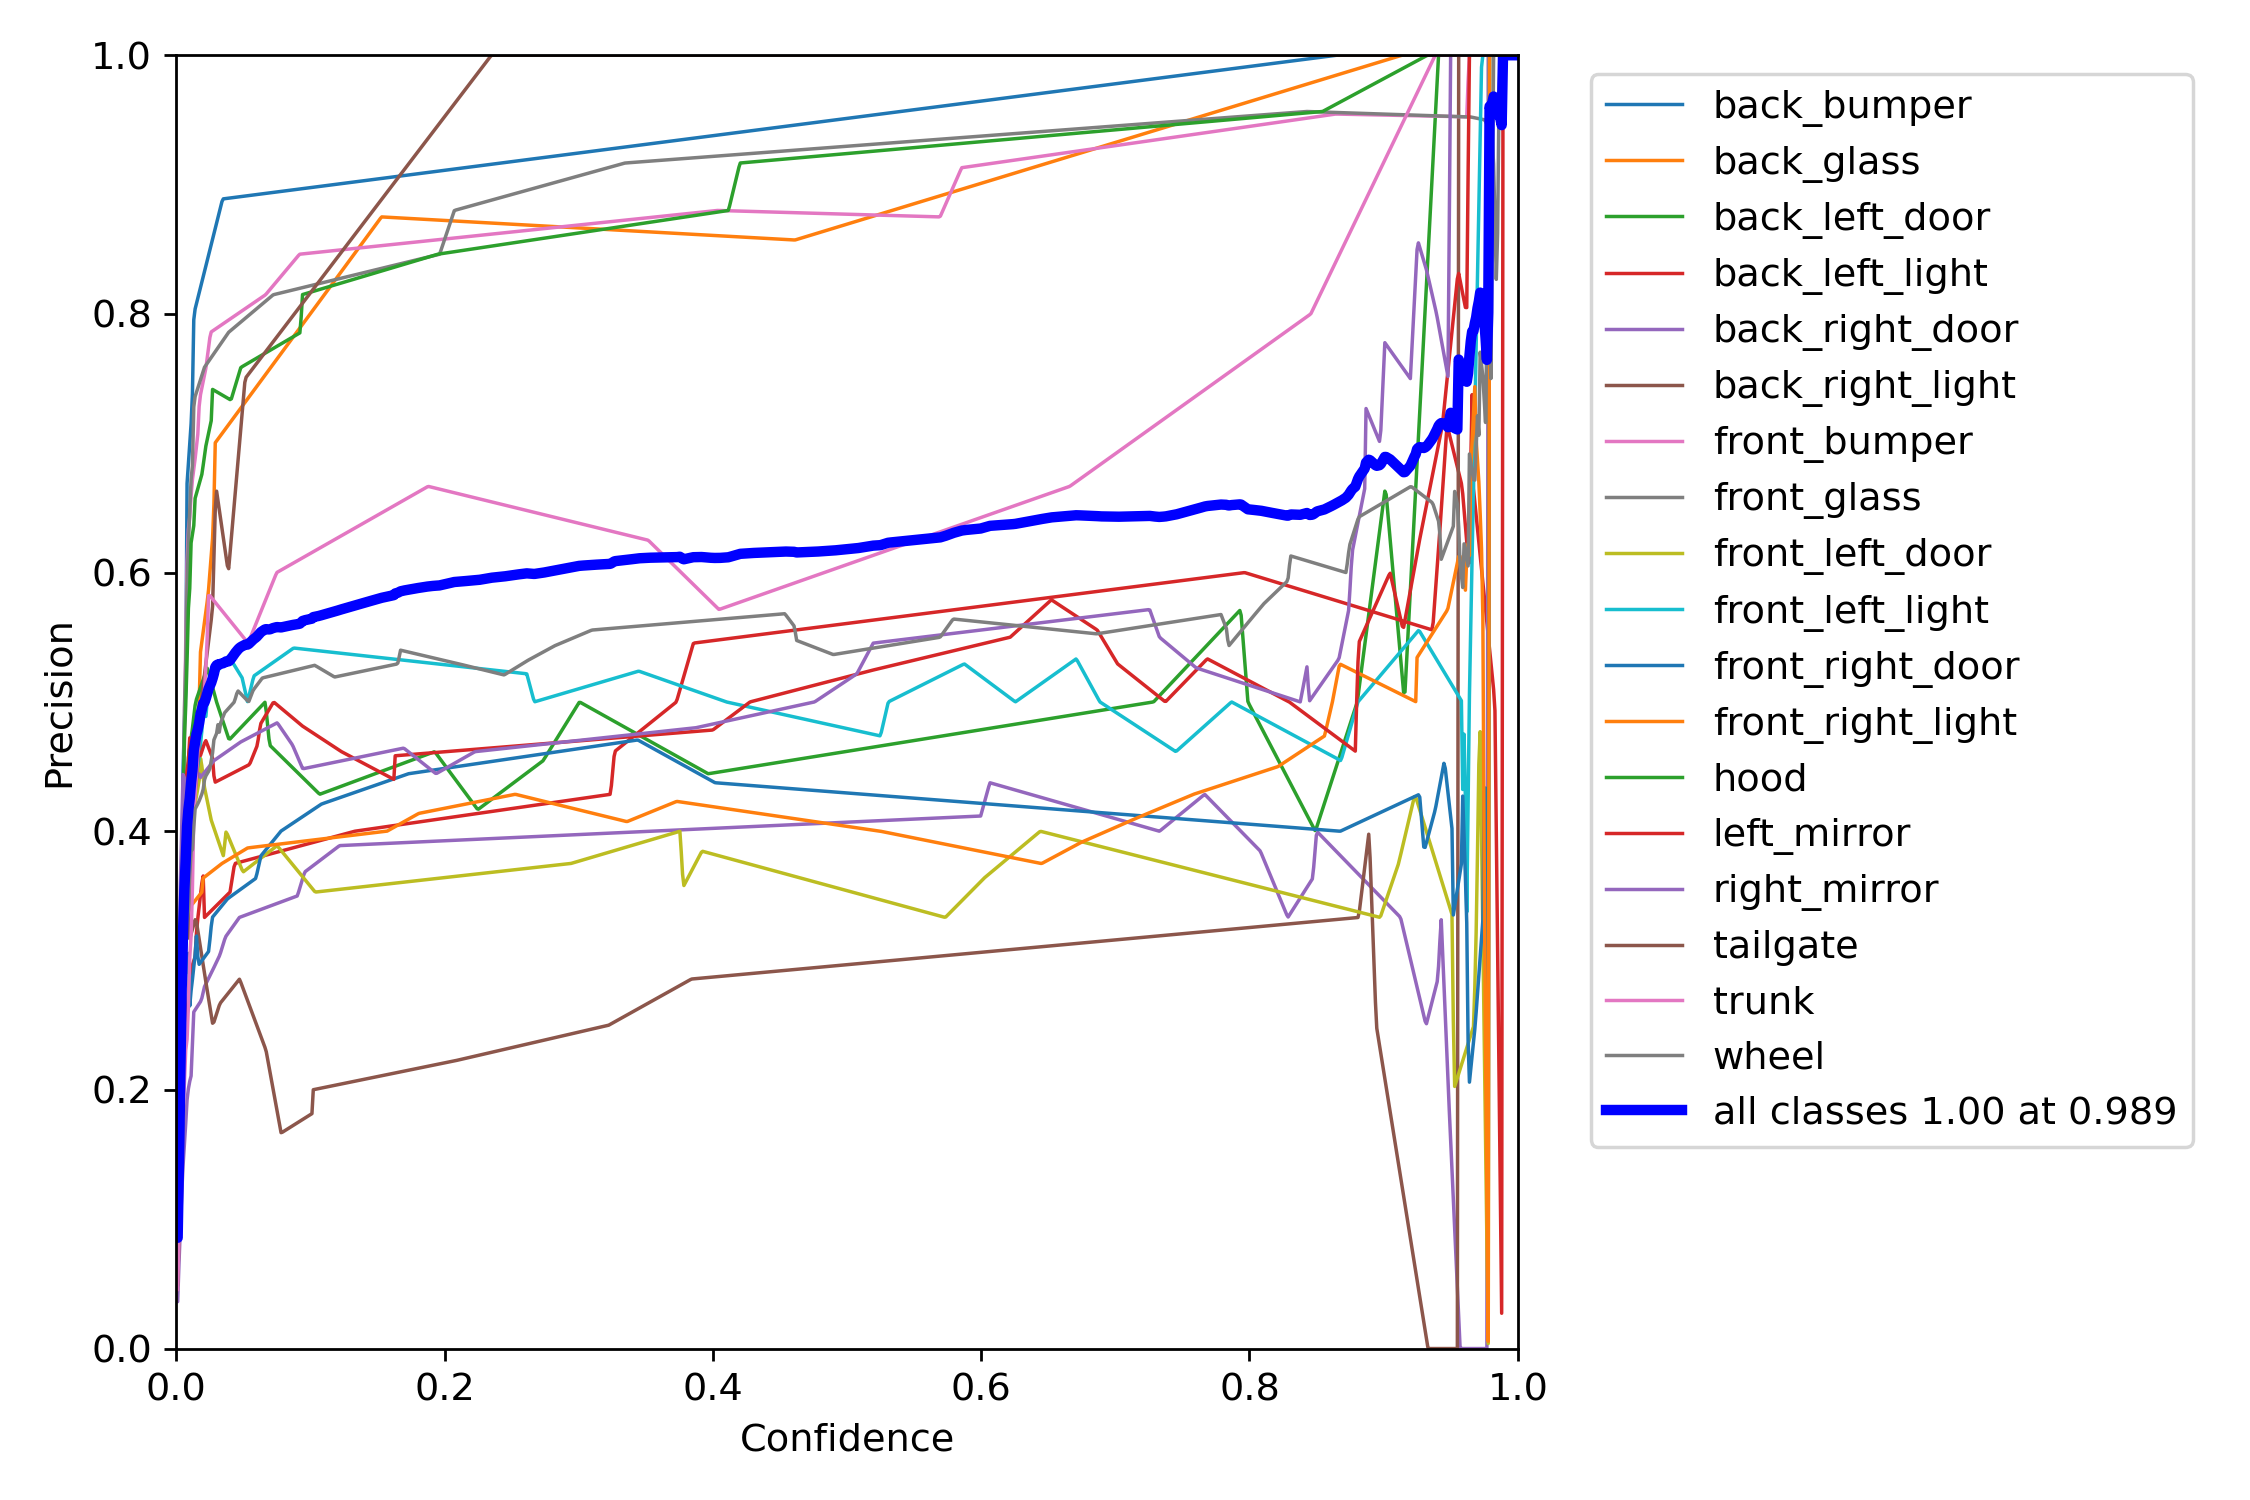 1.0
0.8
0.6
0.4
0.2
0.0
Precision
0.0 0.2 0.4 0.6 0.8 1.0
Confidence
back_bumper
back_glass
back_left_door
back_left_light
back_right_door
back_right_light
front_bumper
front_glass
front_left_door
front_left_light
front_right_door
front_right_light
hood
left_mirror
right_mirror
tailgate
trunk
wheel
all classes 1.00 at 0.989